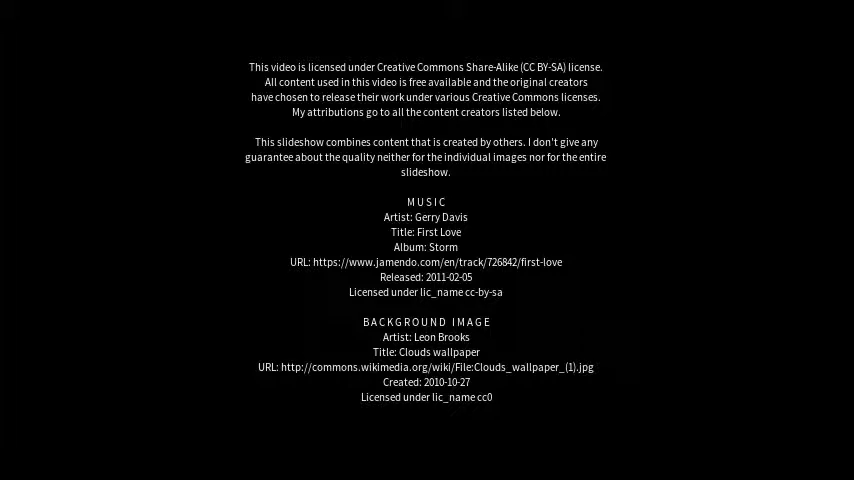 This video is licensed under Creative Commons Share-Alike (CC BY-SA) license.
All content used in this video is free available and the original creators
have chosen to release their work under various Creative Commons licenses.
My attributions go to all the content creators listed below.
This slideshow combines content that is created by others. I don't give any
guarantee about the quality neither for the individual images nor for the entire
slideshow.
MUSIC
Artist: Gerry Davis
Title: First Love
Album: Storm
URL: https://www.jamendo.com/en/track/726842/first-love
Released: 2011-02-05
Licensed under lic_name cc-by-sa
BACKGROUND IMAGE
Artist: Leon Brooks
Title: Clouds wallpaper
URL: http://commons.wikimedia.org/wiki/File:Clouds_wallpaper_(1).jpg
Created: 2010-10-27
Licensed under lic_name cc0